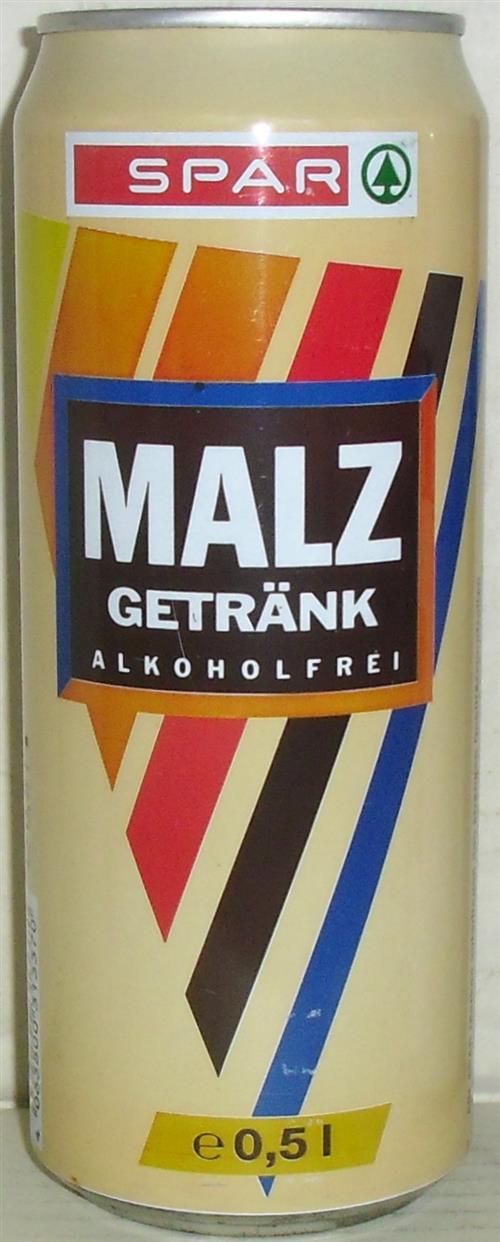 SPAR
MALZ
GETRÄNK
ALKOHOLFREI
e 0,5 l